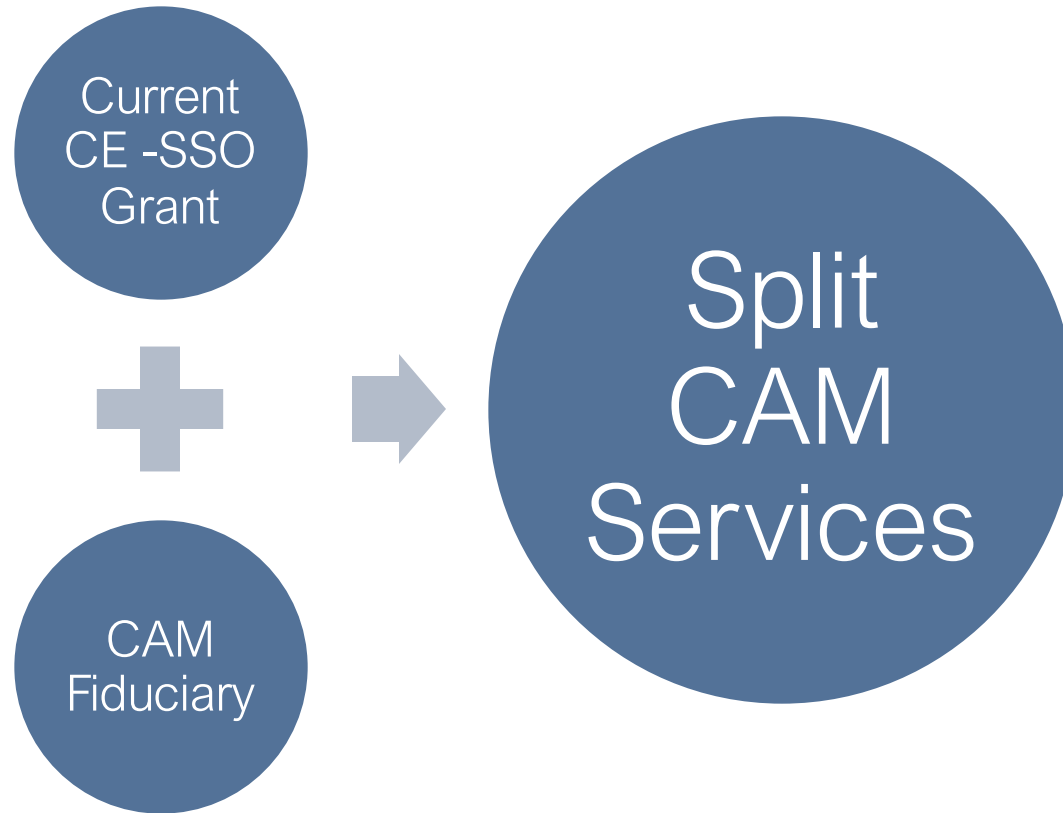 Current
CE -SSO
Grant
CAM
Fiduciary
Split
CAM
Services